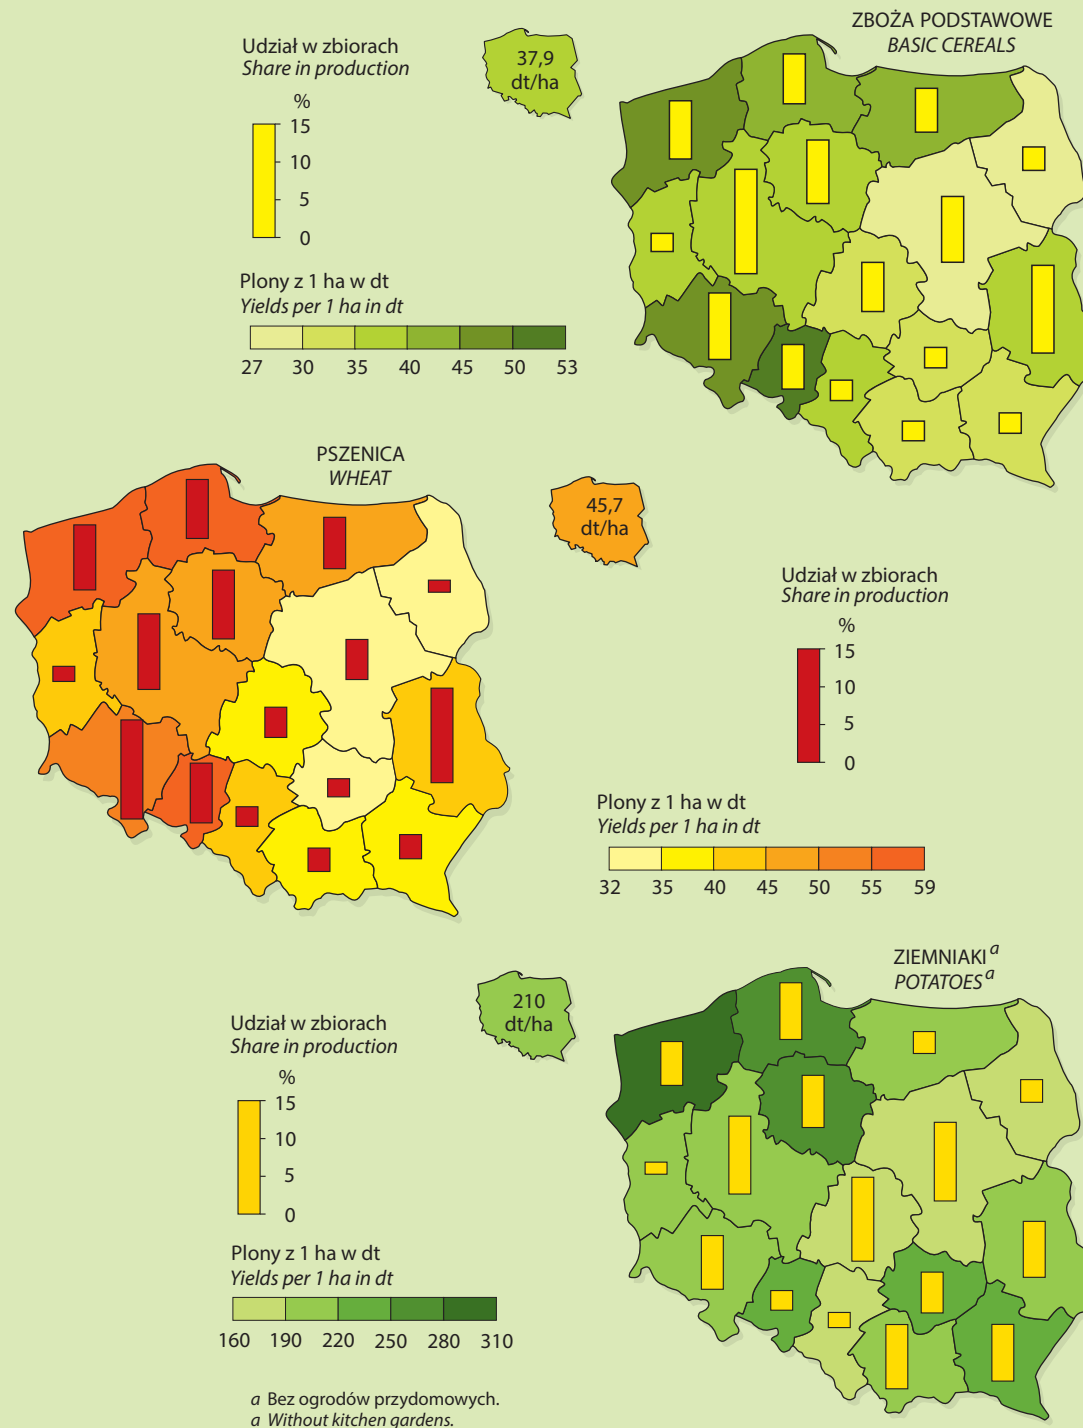 ZBOŻA PODSTAWOWE
BASIC CEREALS
Udział w zbiorach
Share in production
%
15
10
5
0
37,9
dt/ha
Plony z 1 ha w dt
Yields per 1 ha in dt
27 30 35 40 45 50 53
PSZENICA
WHEAT
45,7
dt/ha
Udział w zbiorach
Share in production
%
15
10
5
0
Plony z 1 ha w dt
Yields per 1 ha in dt
32 35 40 45 50 55 59
ZIEMNIAKI a
POTATOES a
210
dt/ha
Udział w zbiorach
Share in production
%
15
10
5
0
Plony z 1 ha w dt
Yields per 1 ha in dt
160 190 220 250 280 310
a Bez ogrodów przydomowych.
a Without kitchen gardens.